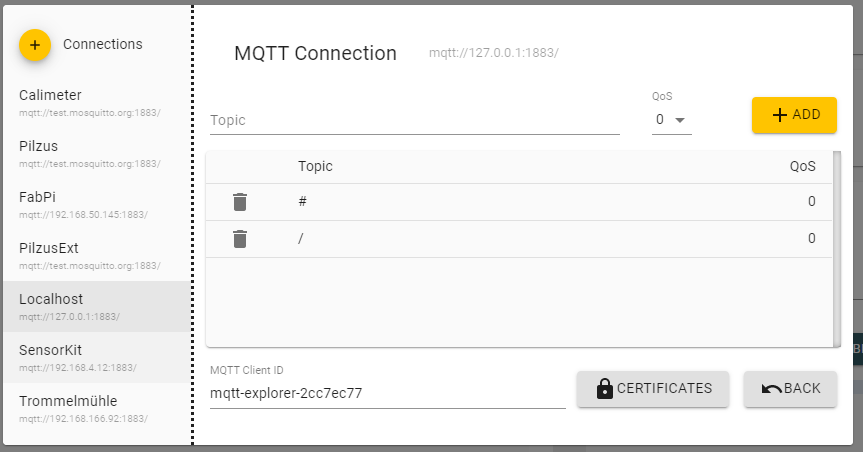 + Connections
Calimeter
mqtt://test.mosquitto.org:1883/
Pilzus
mqtt://test.mosquitto.org:1883/
FabPi
mqtt://192.168.50.145:1883/
PilzusExt
mqtt://test.mosquitto.org:1883/
Localhost
mqtt://127.0.0.1:1883/
SensorKit
mqtt://192.168.4.12:1883/
Trommelmühle
mqtt://192.168.166.92:1883/
MQTT Connection mqtt://127.0.0.1:1883/
QoS
Topic 0 + ADD
Topic QoS
# 0
/ 0
MQTT Client ID
mqtt-explorer-2cc7ec77 CERTIFICATES BACK